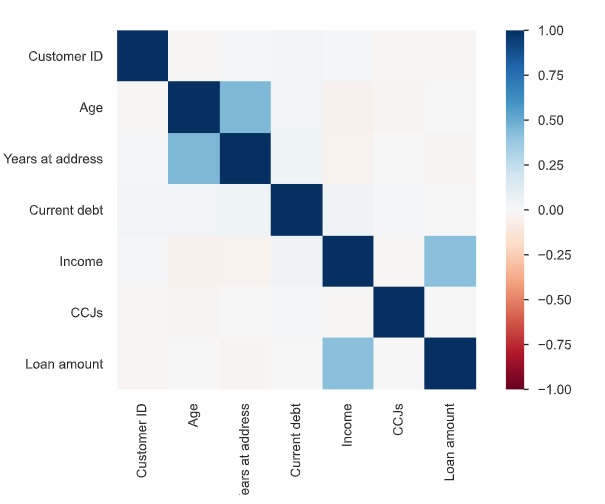 Customer ID
Age
Years at address
Current debt
Income
CCJs
Loan amount
1.00
0.75
0.50
0.25
0.00
−0.25
−0.50
−0.75
−1.00
Customer ID
Age
ears at address
Current debt
Income
CCJs
Loan amount